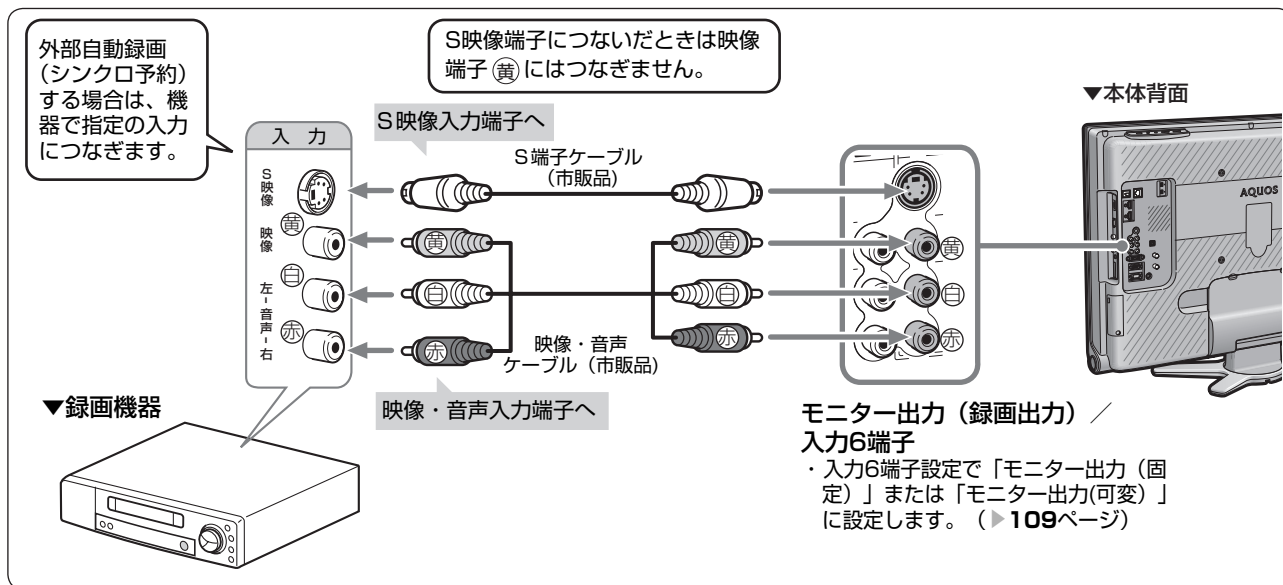 外部自動録画
（シンクロ予約）
する場合は、機
器で指定の入力
につなぎます。
S映像端子につないだときは映像
端子㊮にはつなぎません。
▼本体背面
入 力
S映像入力端子へ
S端子ケーブル
（市販品）
S映像
黄
映像
白
左-音声-右
赤
黄
白
赤
黄
白
赤
黄
白
赤
AQUOS
映像・音声
ケーブル（市販品）
映像・音声入力端子へ
▼録画機器
モニター出力（録画出力）／
入力6端子
・入力6端子設定で「モニター出力（固
定）」または「モニター出力(可変）」
に設定します。（▶109ページ）